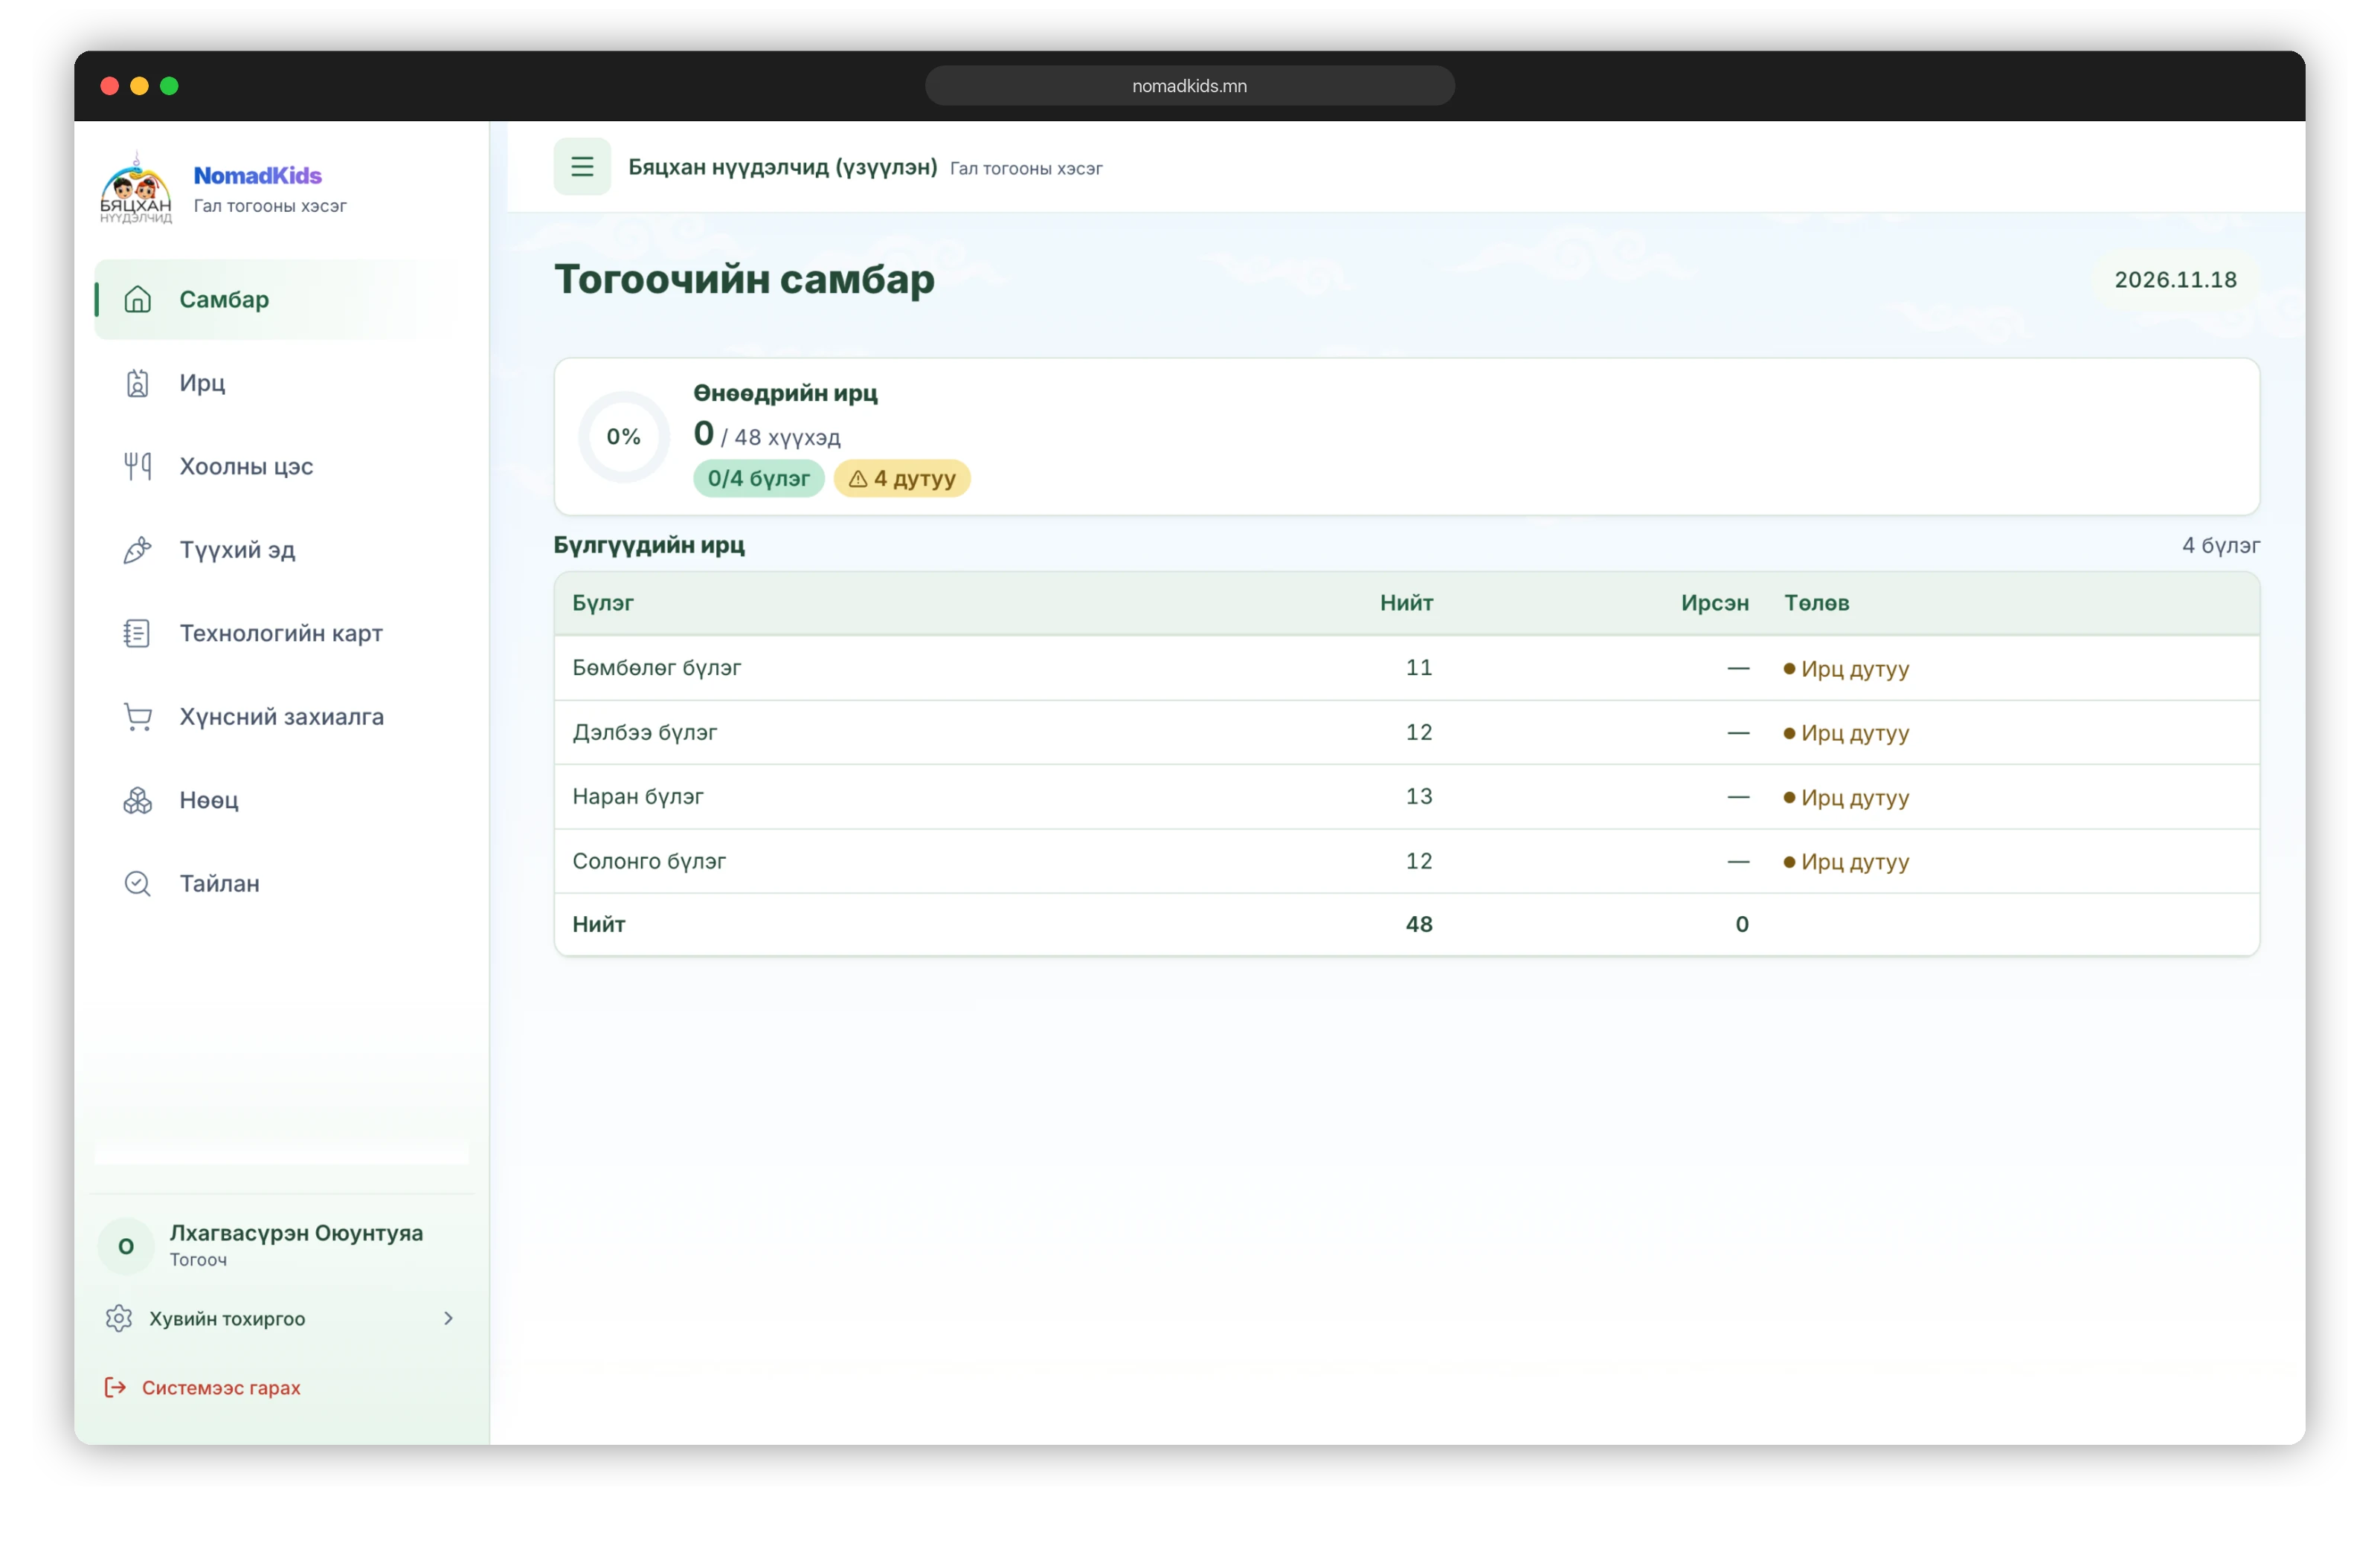 nomadkids.mn
БЯЦХАН
НҮҮДЭЛЧИД
NomadKids
Гал тогооны хэсэг
Самбар
Ирц
Хоолны цэс
Түүхий эд
Технологийн карт
Хүнсний захиалга
Нөөц
Тайлан
О
Лхагвасүрэн Оюунтуяа
Тогооч
Хувийн тохиргоо
Системээс гарах
Бяцхан нүүдэлчид (үзүүлэн) Гал тогооны хэсэг
Тогоочийн самбар
2026.11.18
0%
Өнөөдрийн ирц
0 / 48 хүүхэд
0/4 бүлэг 4 дутуу
Бүлгүүдийн ирц 4 бүлэг
Бүлэг Нийт Ирсэн Төлөв
Бөмбөлөг бүлэг 11 — Ирц дутуу
Дэлбээ бүлэг 12 — Ирц дутуу
Наран бүлэг 13 — Ирц дутуу
Солонго бүлэг 12 — Ирц дутуу
Нийт 48 0